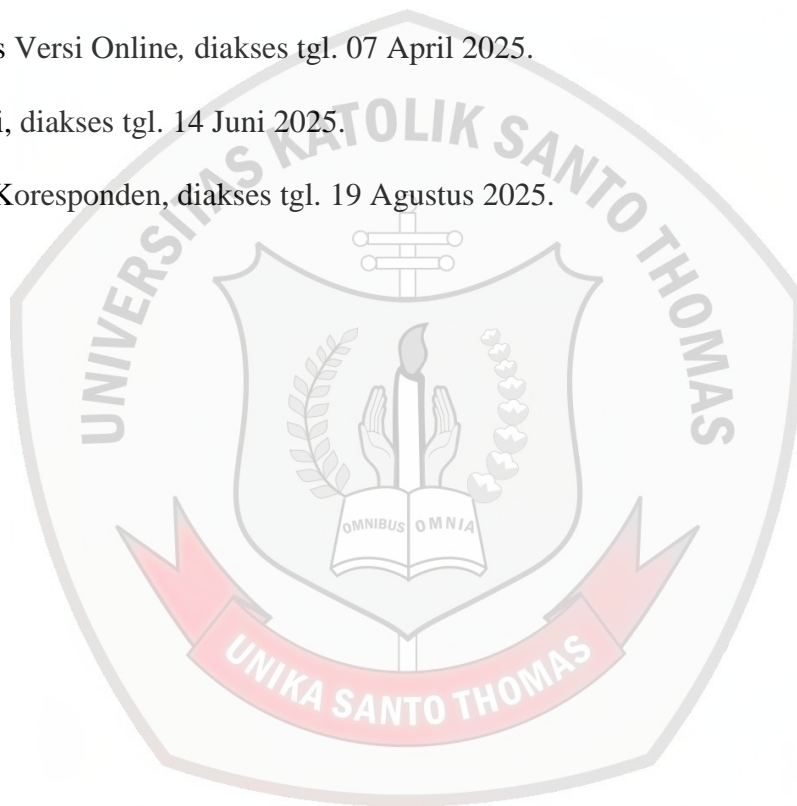 s Versi Online, diakses tgl. 07 April 2025.
i, diakses tgl. 14 Juni 2025.
Koresponden, diakses tgl. 19 Agustus 2025.
UNIVERSITAS KATOLIK SANTO THOMAS
OMNIBUS OMNIA
UNIKA SANTO THOMAS